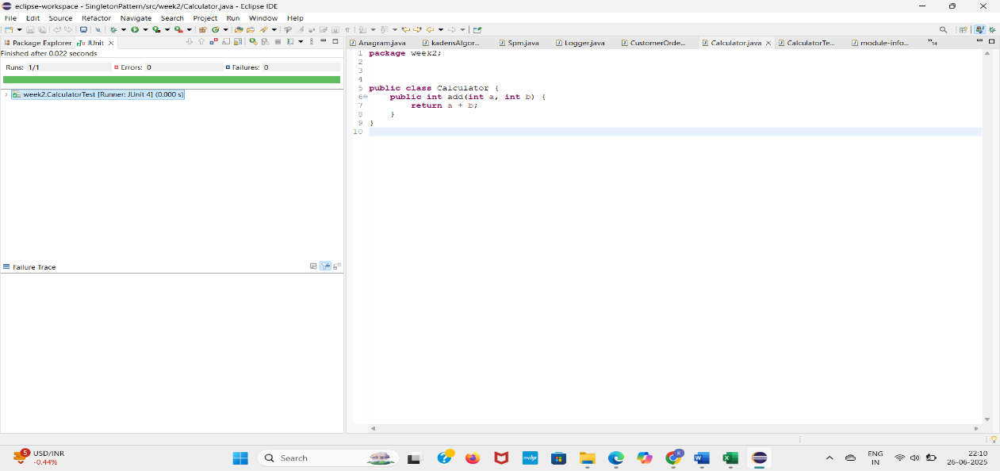 eclipse-workspace - SingletonPattern/src/week2/Calculator.java - Eclipse IDE
File Edit Source Refactor Navigate Search Project Run Window Help
Package Explorer JUnit
Finished after 0.022 seconds
Runs: 1/1 Errors: 0 Failures: 0
week2.CalculatorTest [Runner: JUnit 4] (0.000 s)
Failure Trace
Anagram.java kadensAlgor... Spm.java Logger.java CustomerOrde... Calculator.java CalculatorTe... module-info... »14
1 package week2;
2
3
4
5 public class Calculator {
6 public int add(int a, int b) {
7 return a + b;
8 }
9 }
10
5 USD/INR
-0.44%
Search
myhp
K
W
X
ENG
IN
22:10
26-06-2025